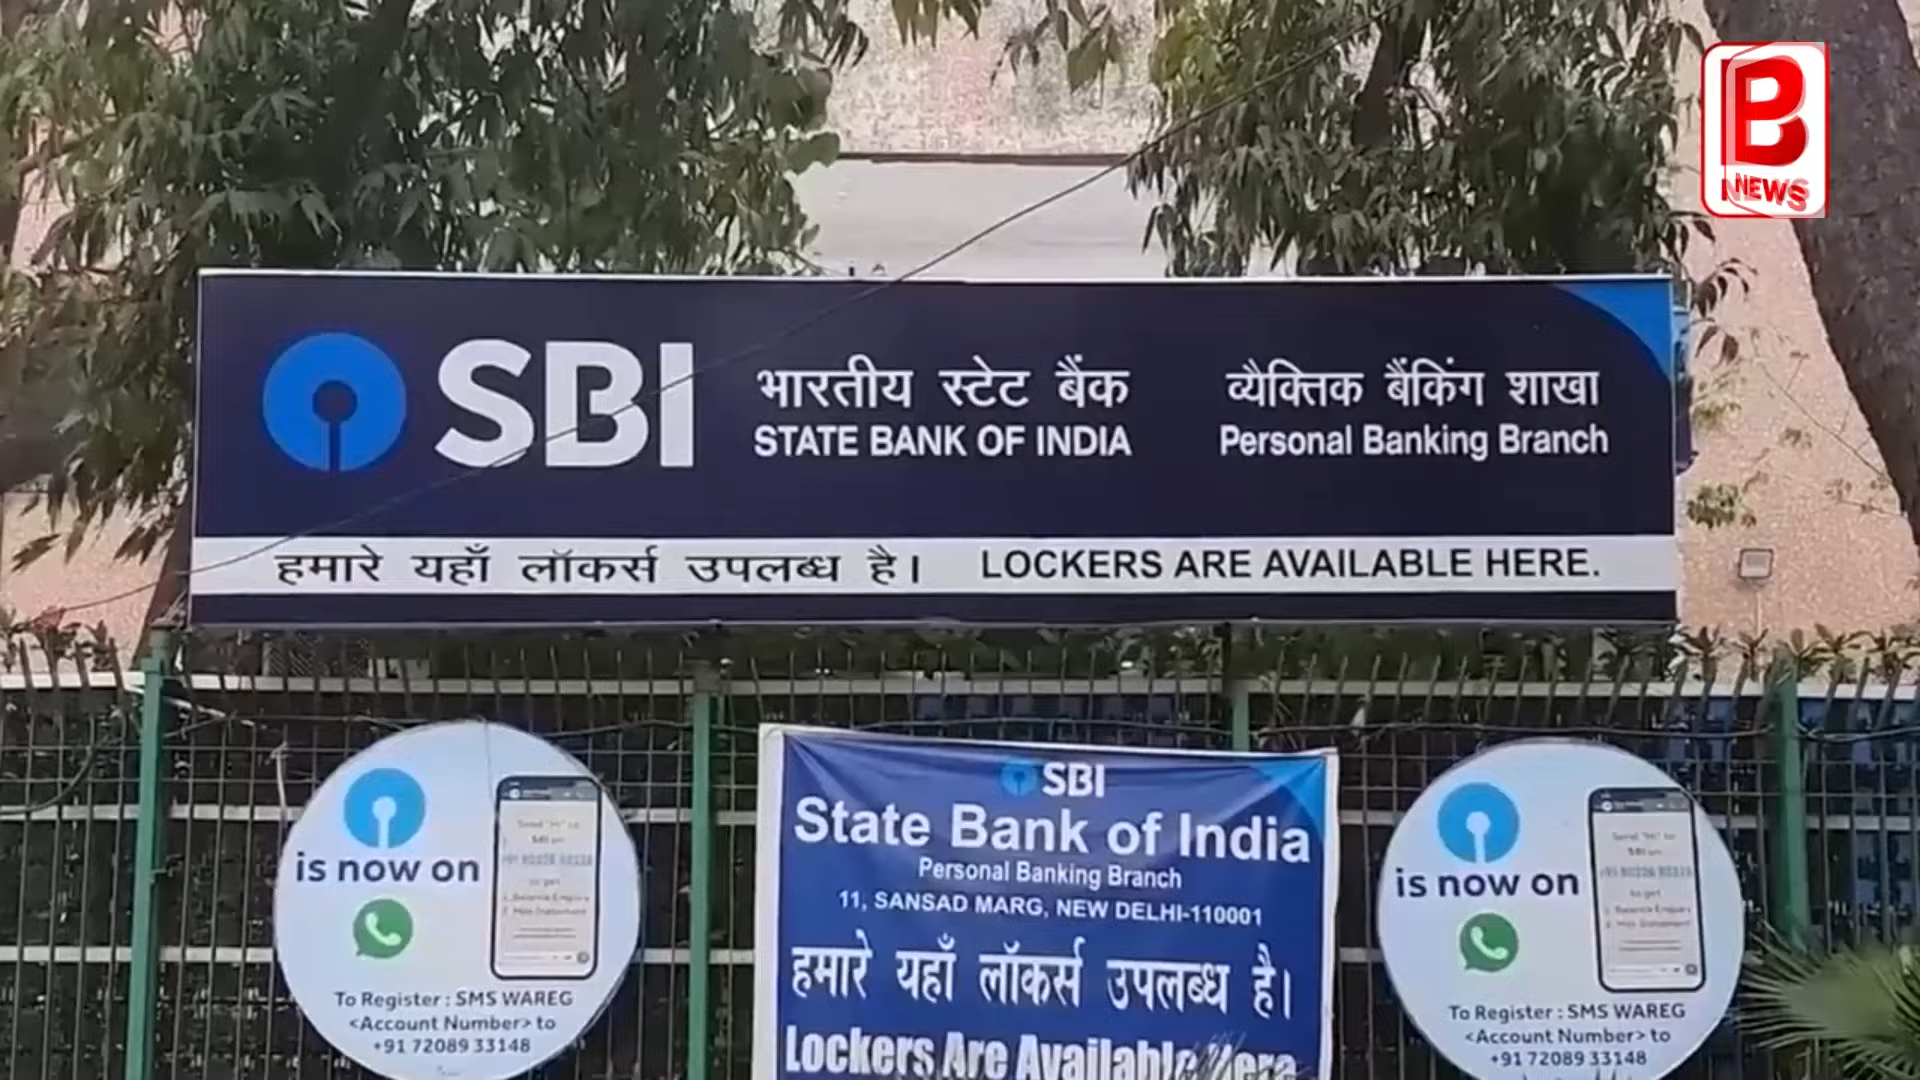 B
NEWS
SBI
भारतीय स्टेट बैंक
STATE BANK OF INDIA
व्यैक्तिक बैंकिंग शाखा
Personal Banking Branch
हमारे यहाँ लॉकर्स उपलब्ध है। LOCKERS ARE AVAILABLE HERE.
is now on
To Register : SMS WAREG
<Account Number> to
+91 72089 33148
SBI
State Bank of India
Personal Banking Branch
11, SANSAD MARG, NEW DELHI-110001
हमारे यहाँ लॉकर्स उपलब्ध है।
Lockers Are Available Here
is now on
To Register : SMS WAREG
<Account Number> to
+91 72089 33148